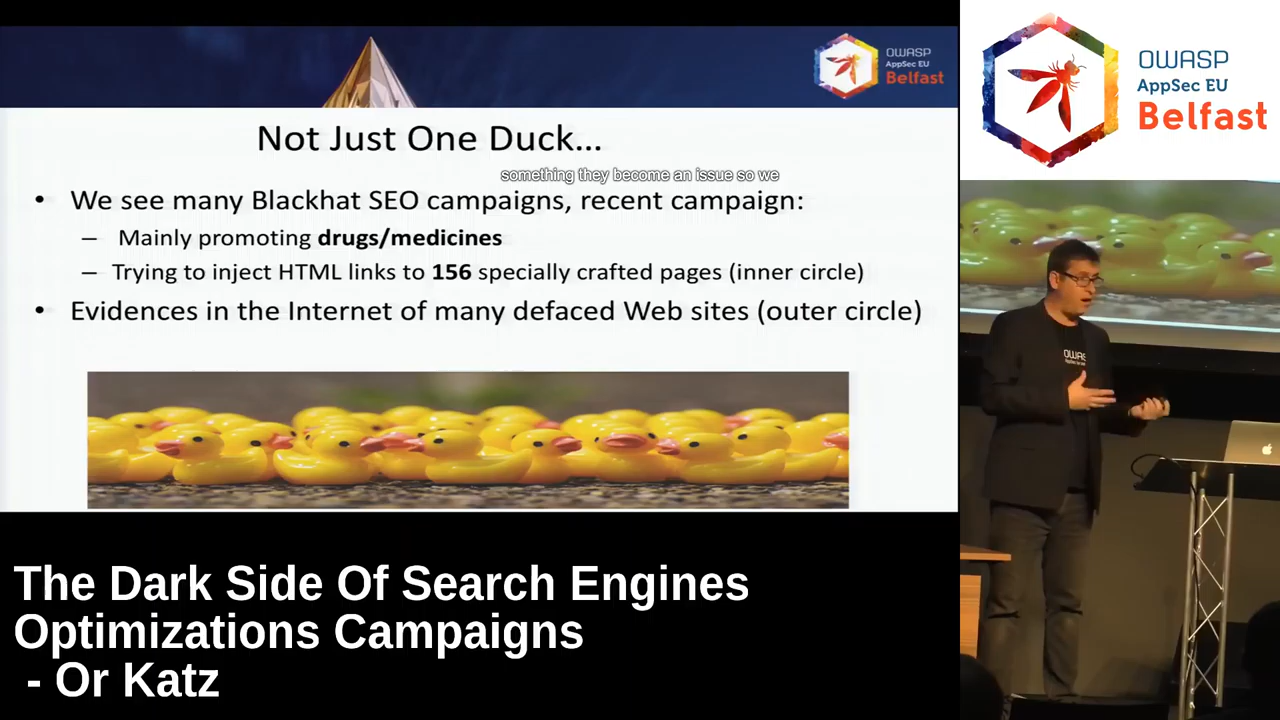 OWASP
AppSec EU
Belfast
Not Just One Duck...
something they become an issue so we
• We see many Blackhat SEO campaigns, recent campaign:
– Mainly promoting drugs/medicines
– Trying to inject HTML links to 156 specially crafted pages (inner circle)
• Evidences in the Internet of many defaced Web sites (outer circle)
The Dark Side Of Search Engines
Optimizations Campaigns
- Or Katz
OWASP
AppSec EU
Belfast
OWAS